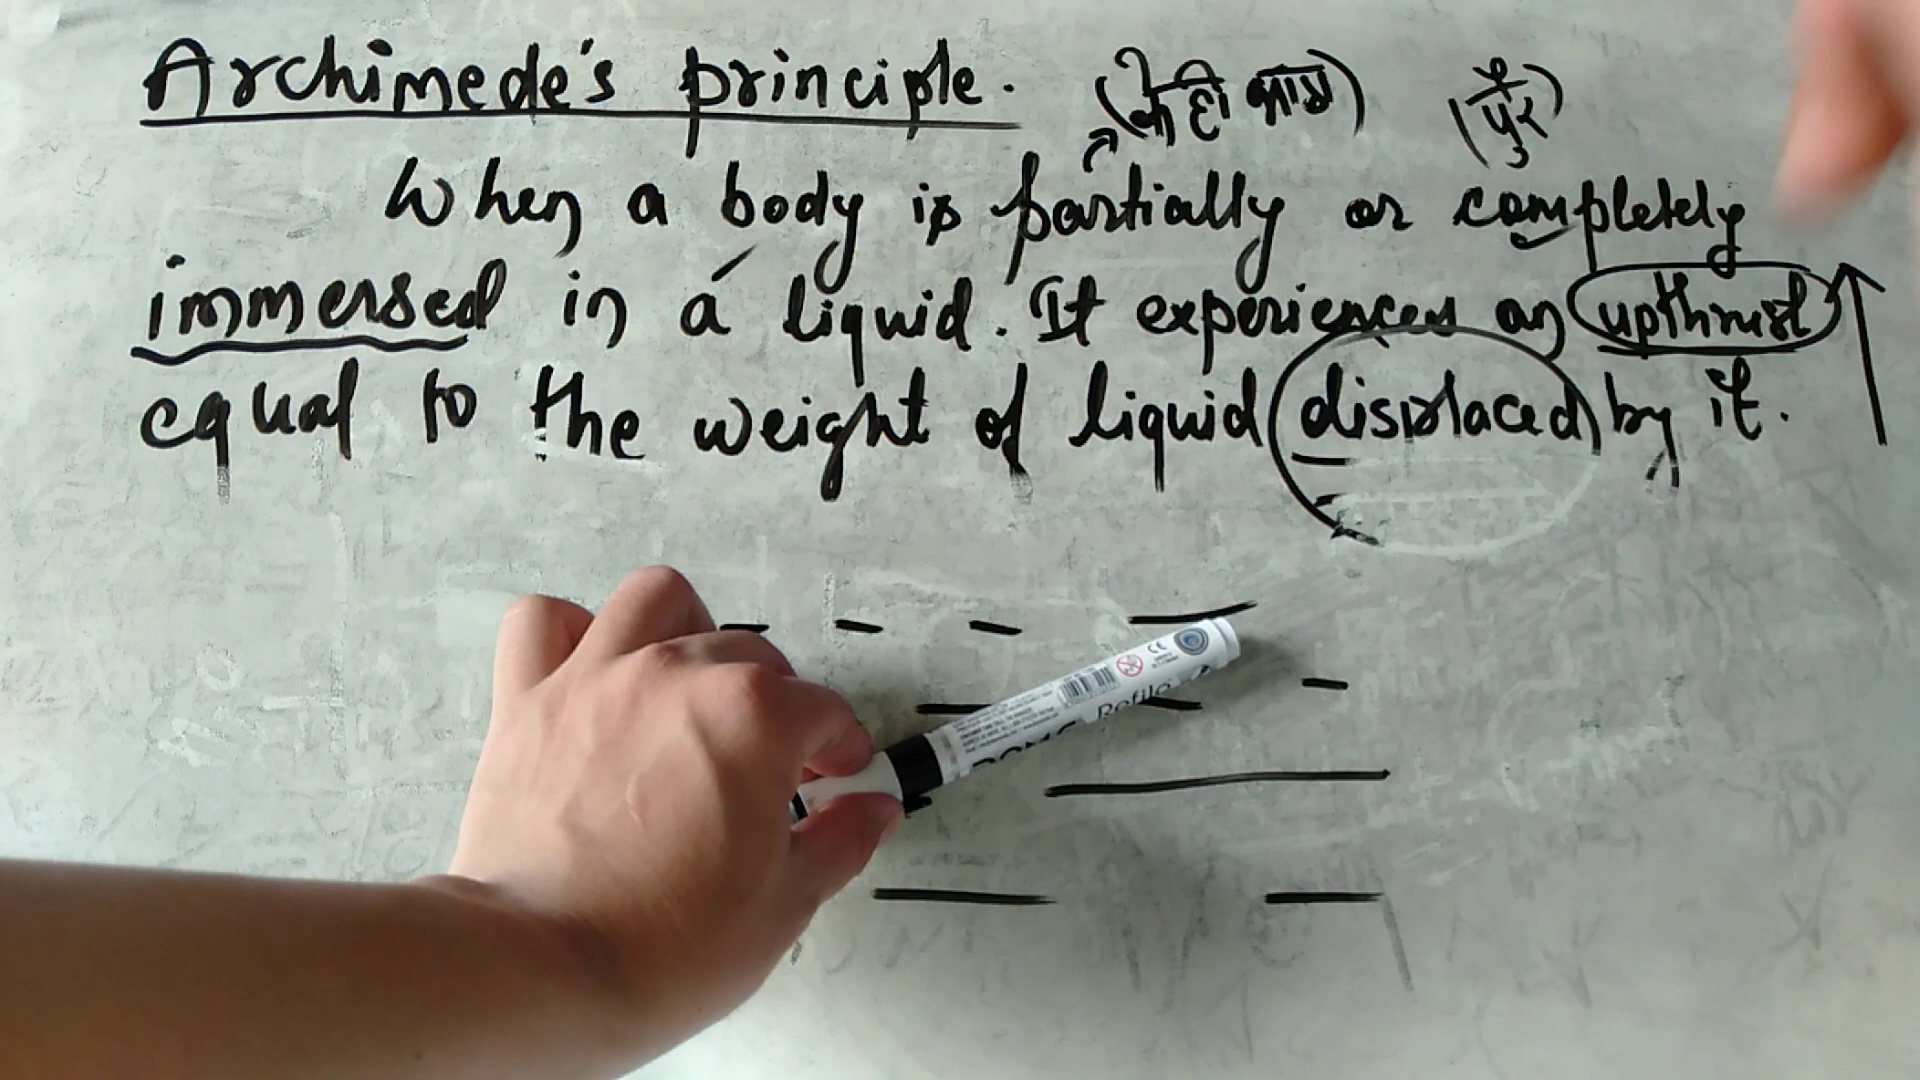 Archimede's principle.
When a body is partially or completely
immersed in a liquid. It experiences an upthrust
equal to the weight of liquid displaced by it.
CE